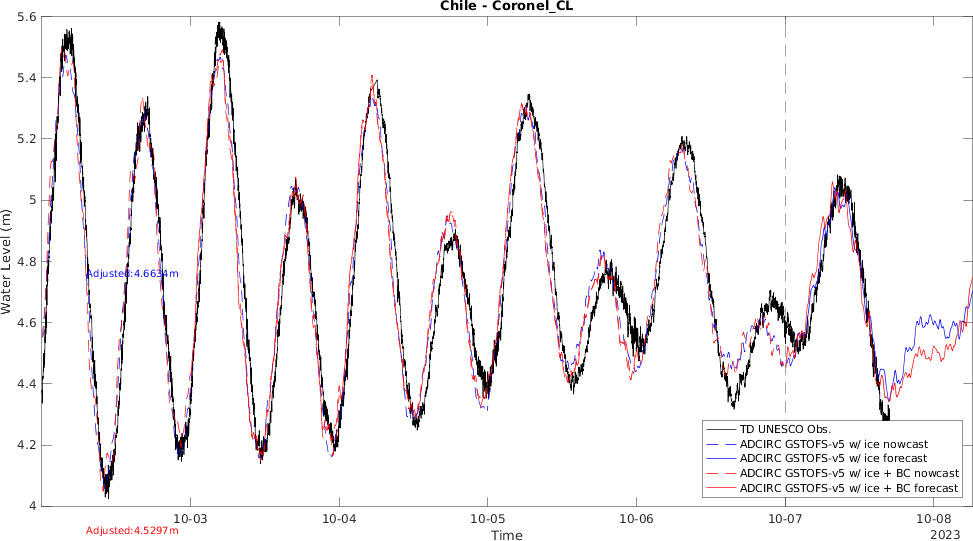 Chile - Coronel_CL
5.6
5.4
5.2
5
4.8
4.6
4.4
4.2
4
Water Level (m)
Adjusted:4.6634m
TD UNESCO Obs.
ADCIRC GSTOFS-v5 w/ ice nowcast
ADCIRC GSTOFS-v5 w/ ice forecast
ADCIRC GSTOFS-v5 w/ ice + BC nowcast
ADCIRC GSTOFS-v5 w/ ice + BC forecast
10-03
10-04
10-05
10-06
10-07
10-08
Adjusted:4.5297m
Time
2023